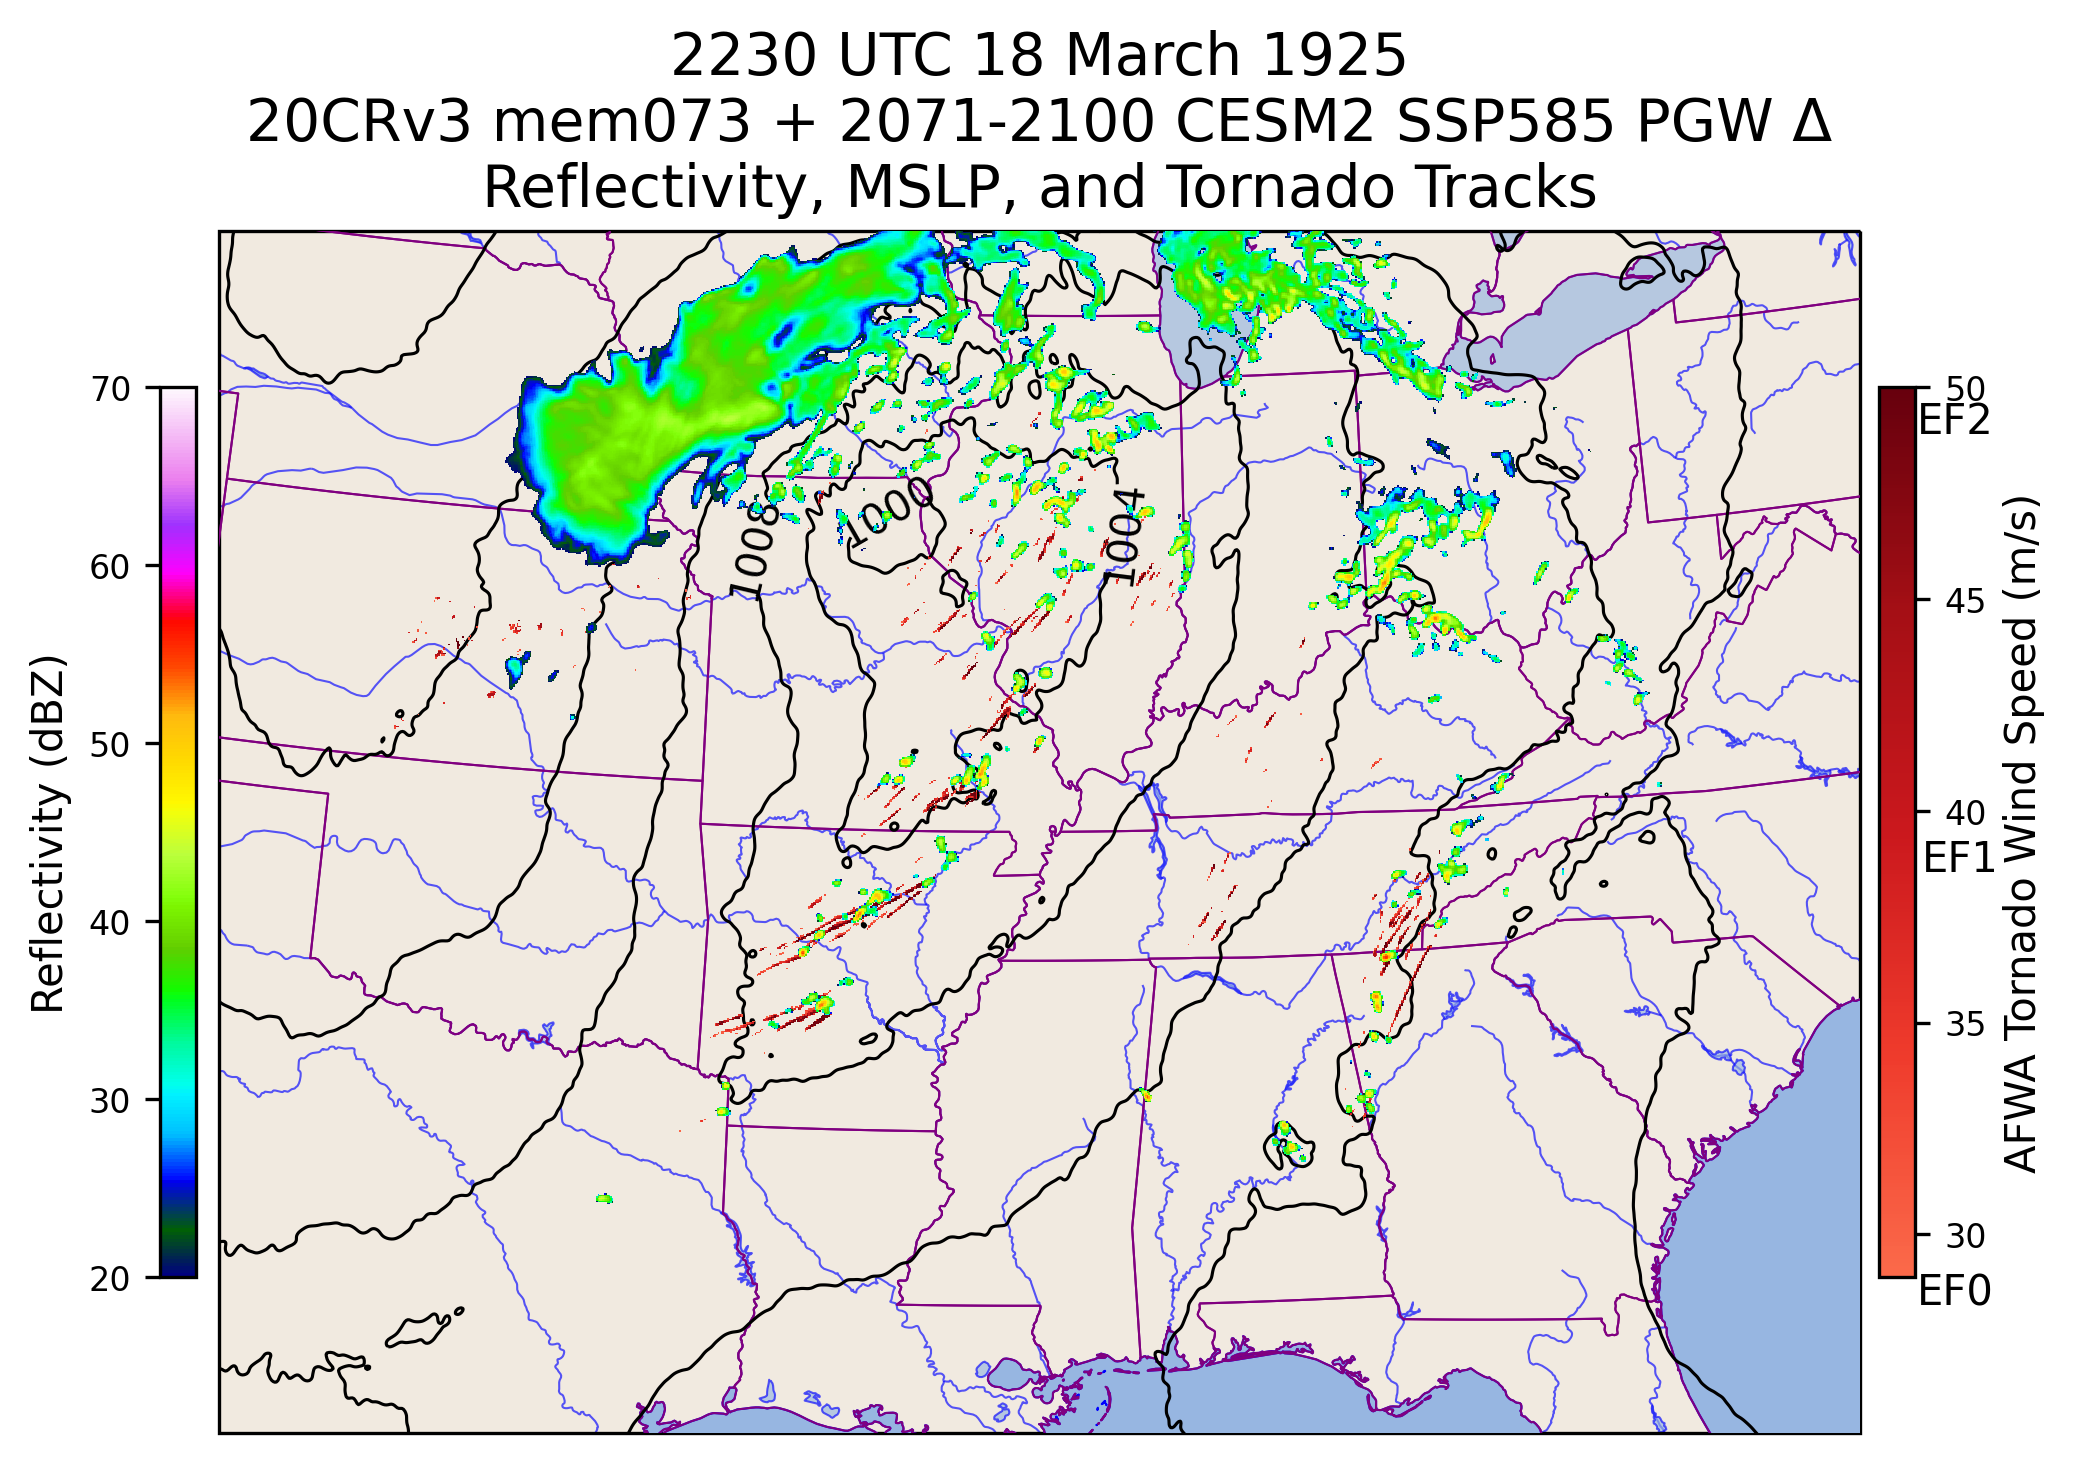 2230 UTC 18 March 1925
20CRv3 mem073 + 2071-2100 CESM2 SSP585 PGW Δ
Reflectivity, MSLP, and Tornado Tracks
Reflectivity (dBZ)
70
60
50
40
30
20
1008
1000
1004
50
EF2
45
40
EF1
35
30
EF0
AFWA Tornado Wind Speed (m/s)